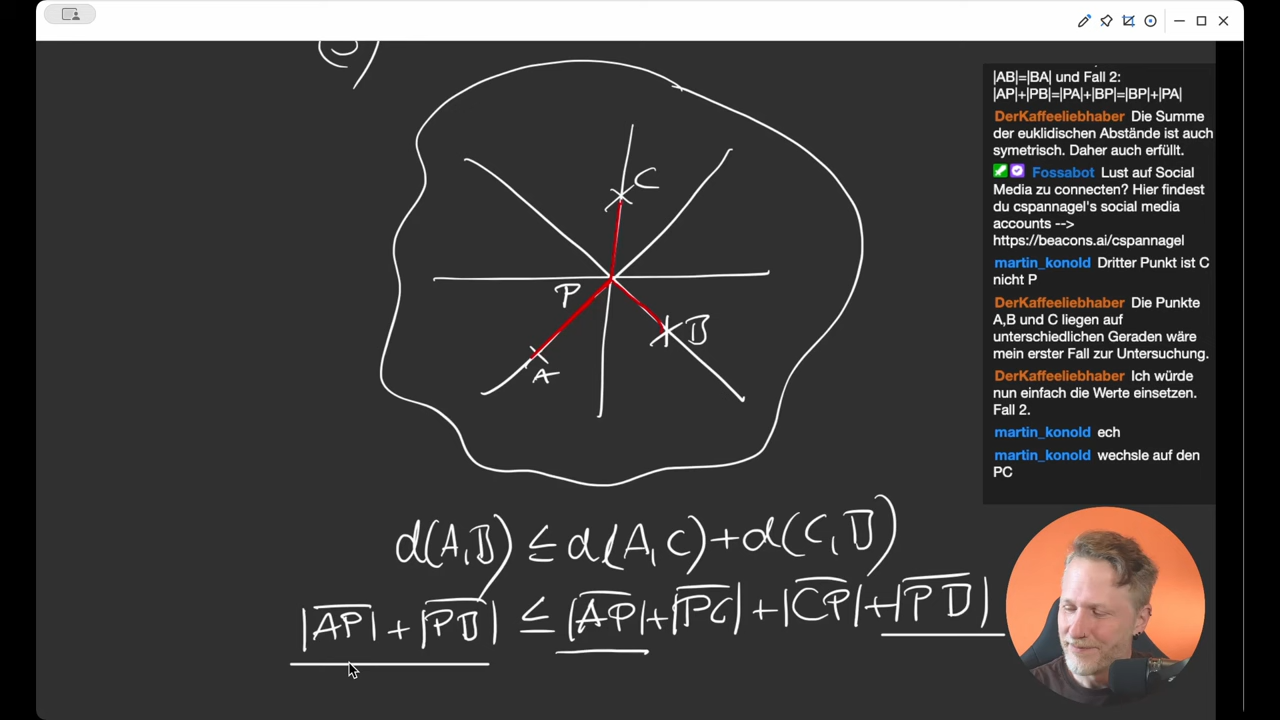 3)
C
P
B
A
d(A,B) ≤ d(A,C)+d(C,B)
|AP| + |PB| ≤ |AP|+|PC| + |CP|+|PB|
|AB|=|BA| und Fall 2:
|AP|+|PB|=|PA|+|BP|=|BP|+|PA|
DerKaffeeliebhaber Die Summe
der euklidischen Abstände ist auch
symetrisch. Daher auch erfüllt.
Fossabot Lust auf Social
Media zu connecten? Hier findest
du cspannagel's social media
accounts -->
https://beacons.ai/cspannagel
martin_konold Dritter Punkt ist C
nicht P
DerKaffeeliebhaber Die Punkte
A,B und C liegen auf
unterschiedlichen Geraden wäre
mein erster Fall zur Untersuchung.
DerKaffeeliebhaber Ich würde
nun einfach die Werte einsetzen.
Fall 2.
martin_konold ech
martin_konold wechsle auf den
PC